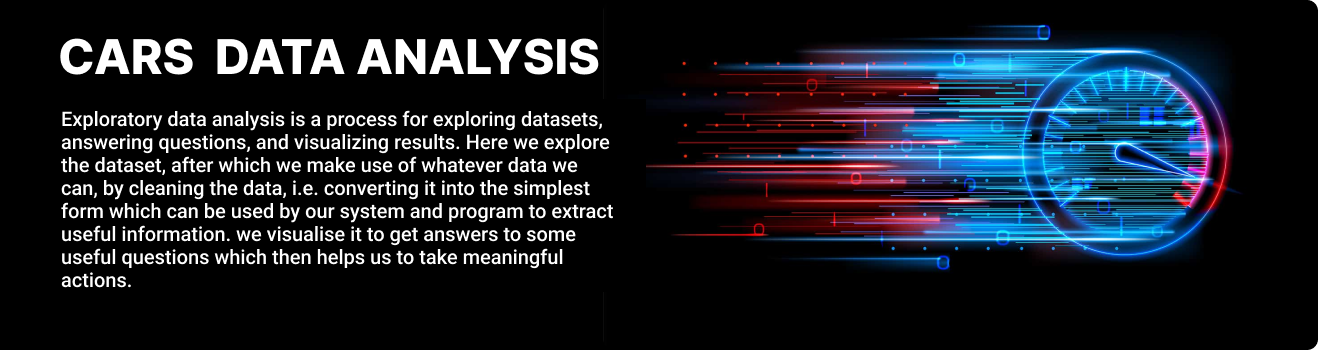 CARS DATA ANALYSIS
Exploratory data analysis is a process for exploring datasets,
answering questions, and visualizing results. Here we explore
the dataset, after which we make use of whatever data we
can, by cleaning the data, i.e. converting it into the simplest
form which can be used by our system and program to extract
useful information. we visualise it to get answers to some
useful questions which then helps us to take meaningful
actions.